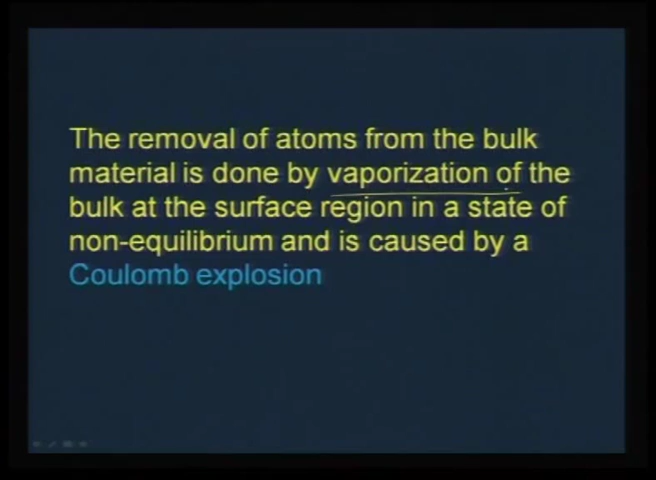 The removal of atoms from the bulk
material is done by vaporization of the
bulk at the surface region in a state of
non-equilibrium and is caused by a
Coulomb explosion